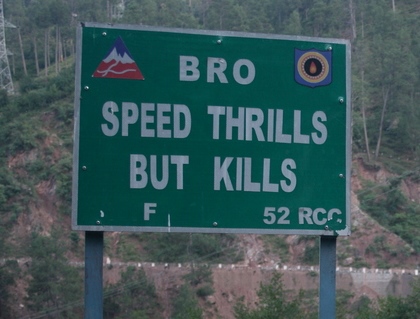 BRO
SPEED THRILLS
BUT KILLS
F 52 RCC